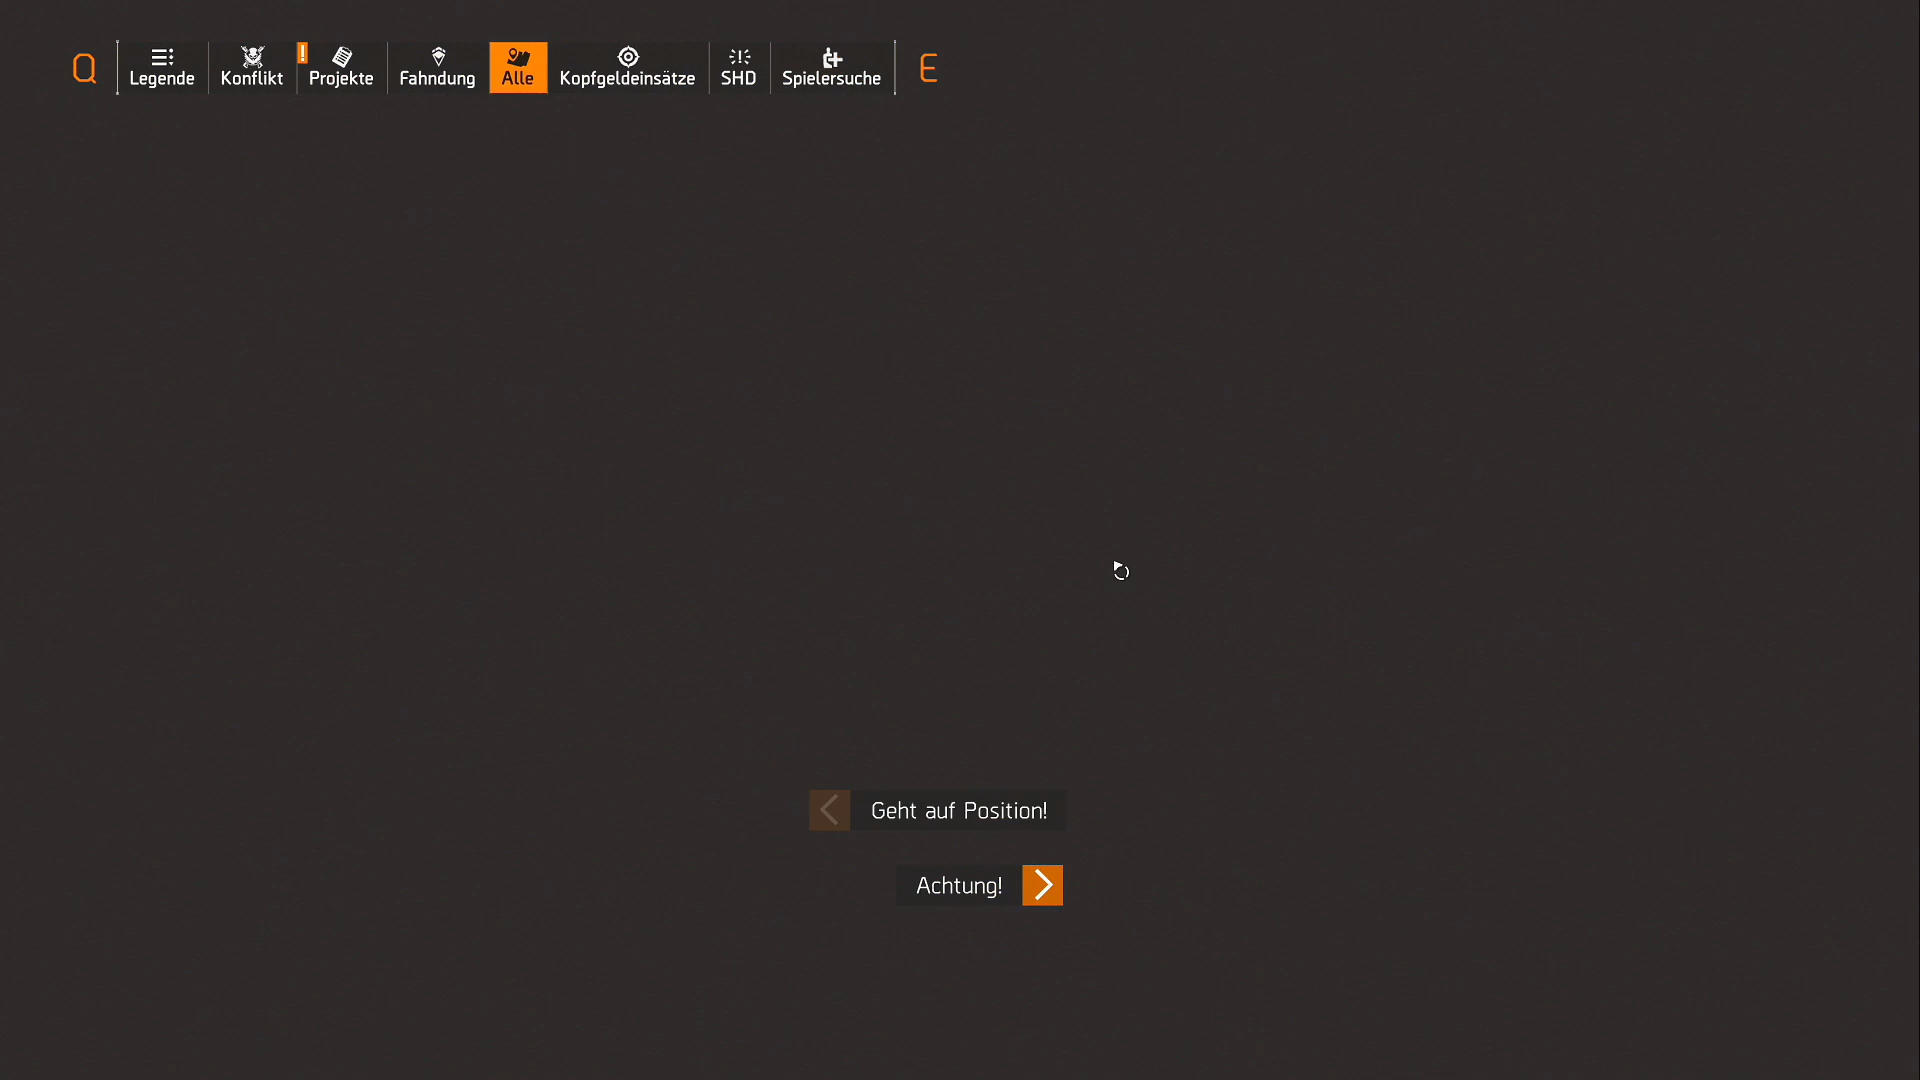 Q Legende Konflikt ! Projekte Fahndung Alle Kopfgeldeinsätze SHD Spielersuche E
Geht auf Position!
Achtung!